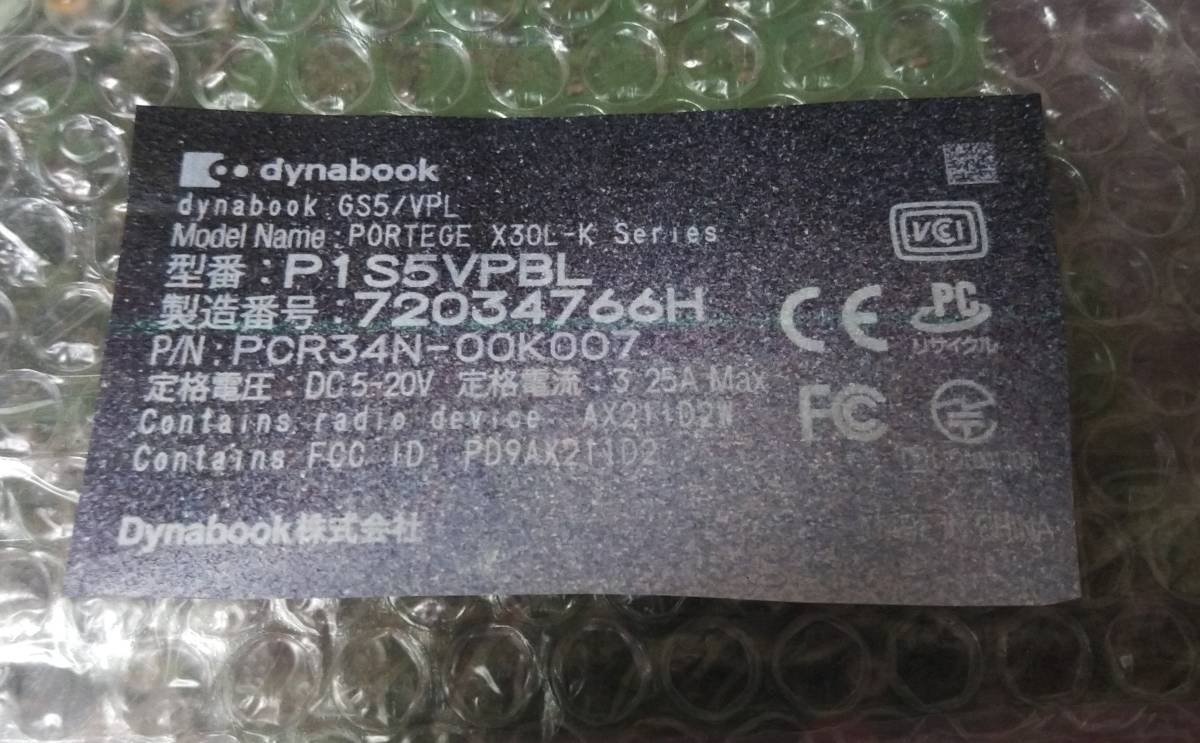 dynabook
dynabook GS5/VPL
Model Name : PORTEGE X30L-K Series
型番 : P1S5VPBL
製造番号 : 72034766H
P/N : PCR34N-00K007
定格電圧 : DC 5-20V 定格電流 : 3.25A Max
Contains radio device AX211D2W
Contains FCC ID: PD9AX211D2
Dynabook株式会社
VCI
CE
PC
リサイクル
FC
CHINA